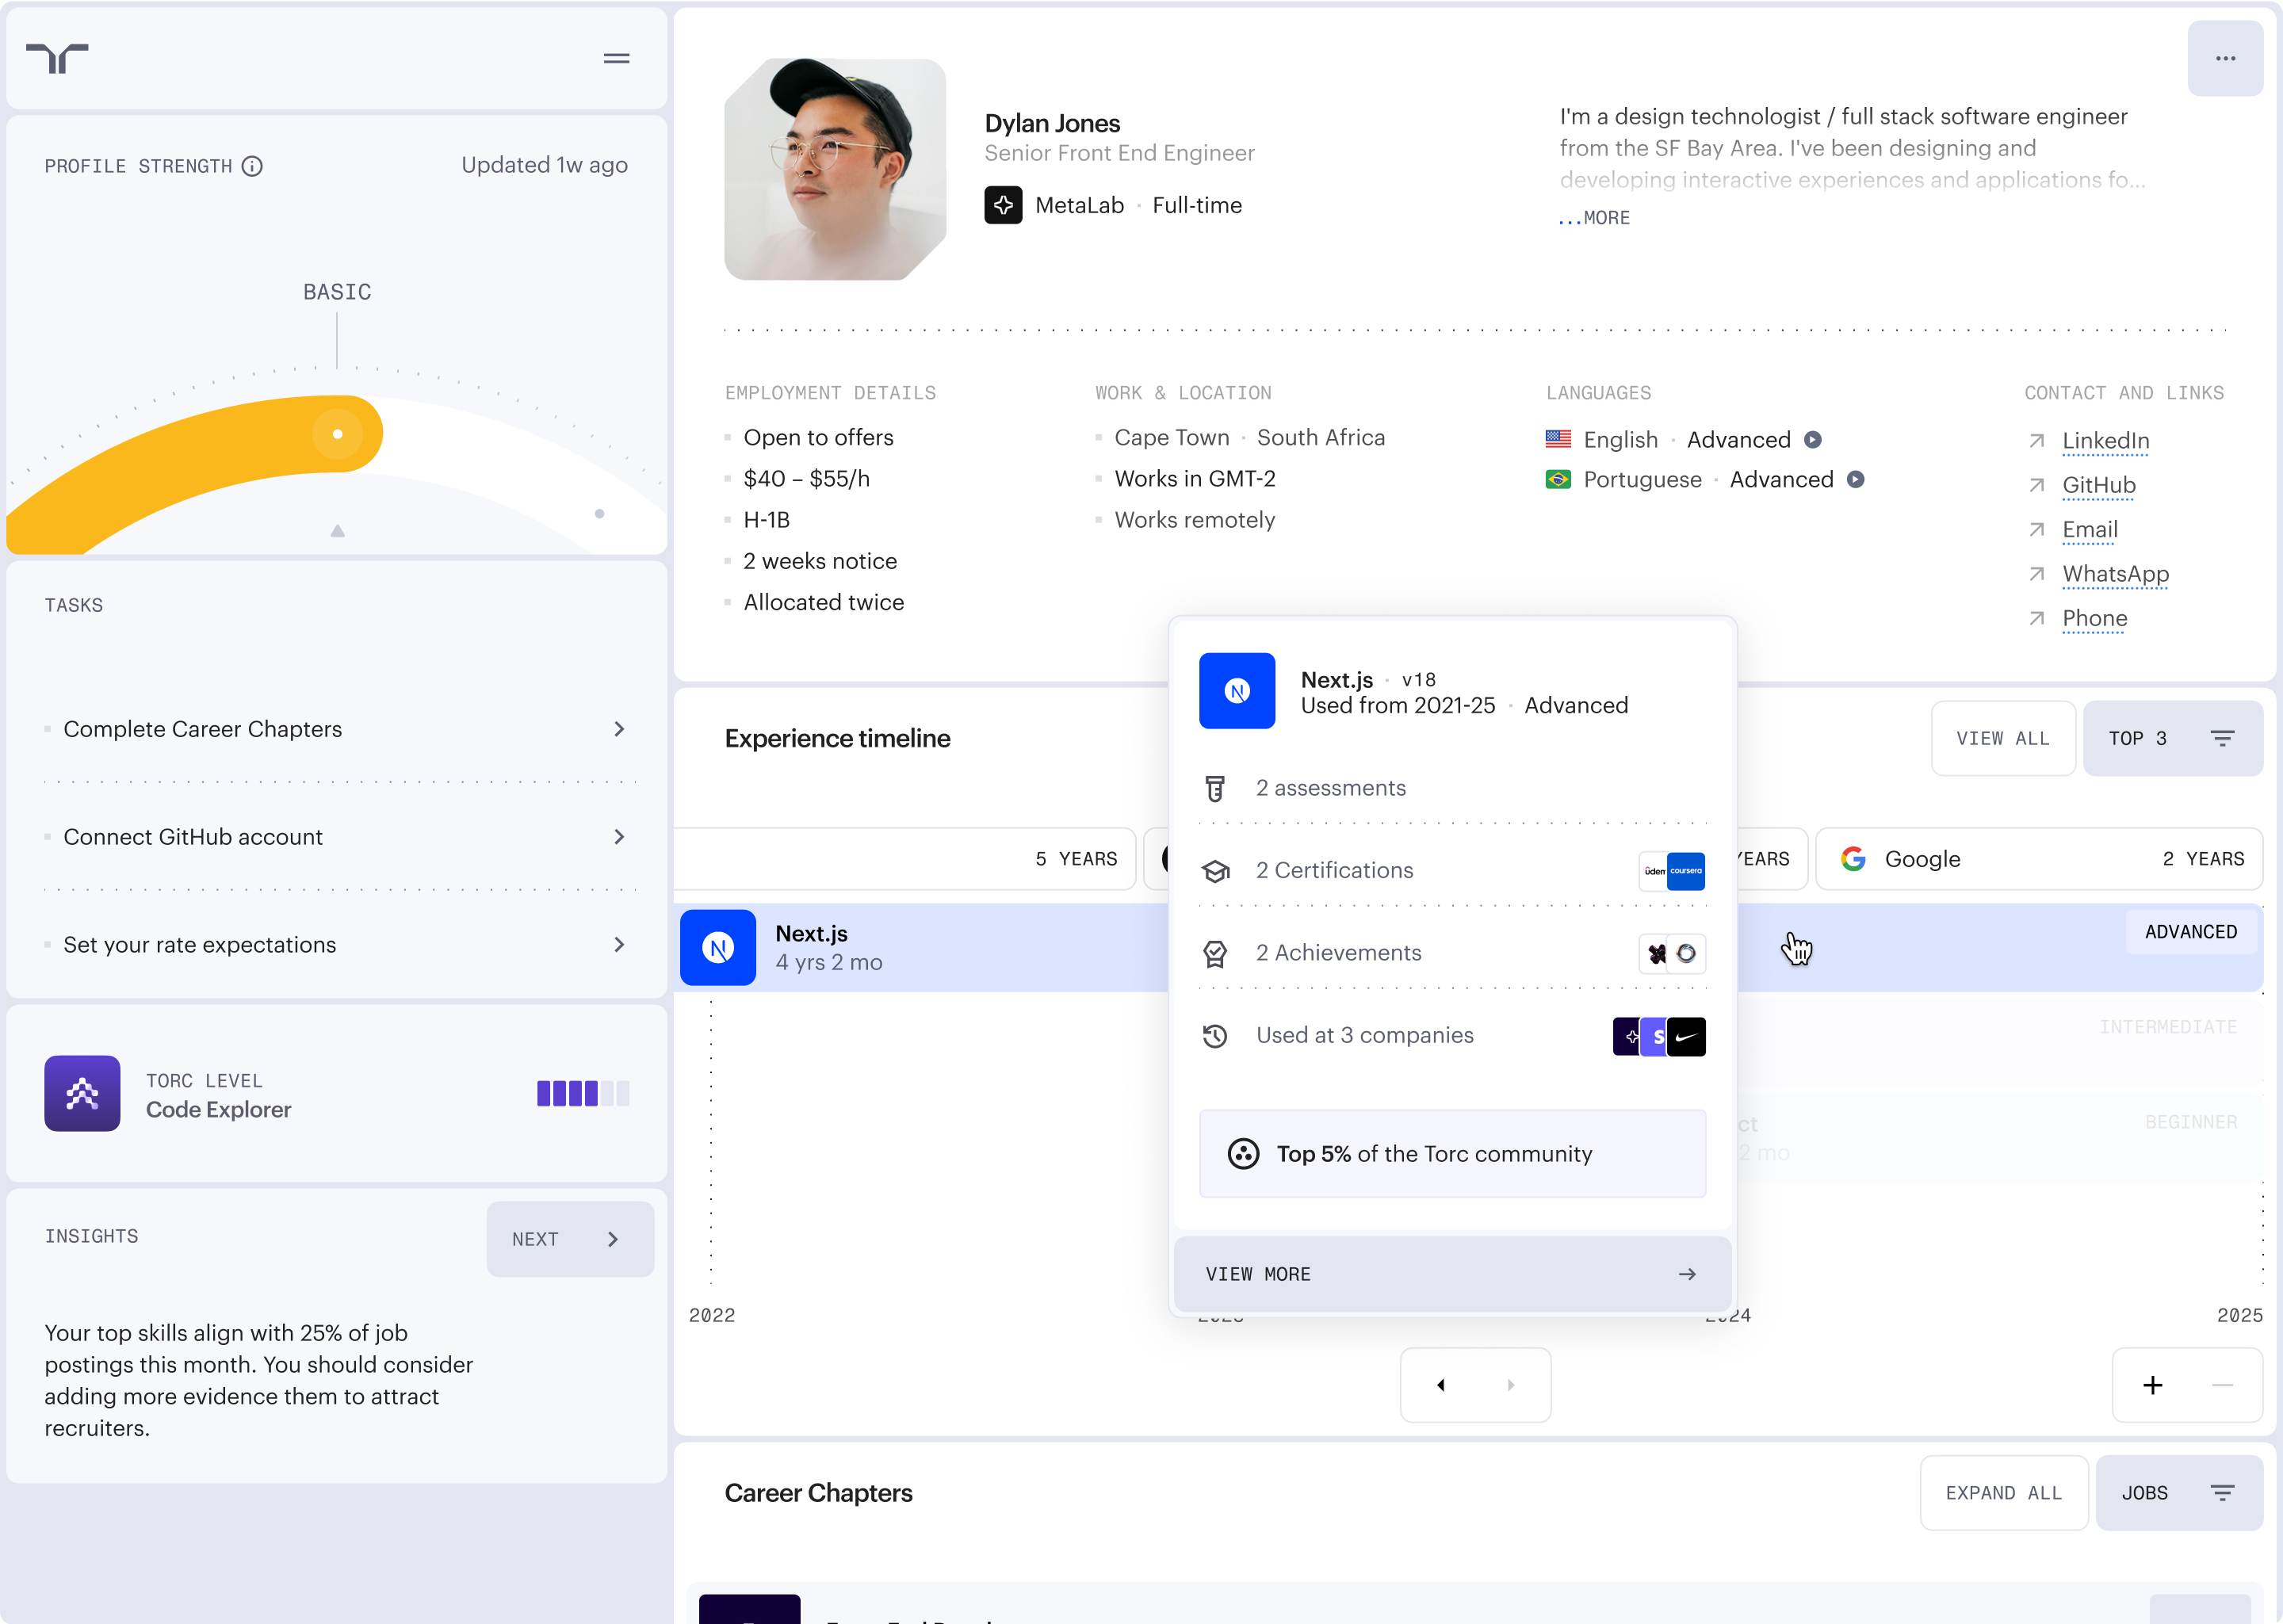 PROFILE STRENGTH
Updated 1w ago
BASIC
TASKS
Complete Career Chapters
Connect GitHub account
Set your rate expectations
TORC LEVEL
Code Explorer
INSIGHTS
NEXT
Your top skills align with 25% of job
postings this month. You should consider
adding more evidence them to attract
recruiters.
Dylan Jones
Senior Front End Engineer
MetaLab · Full-time
I'm a design technologist / full stack software engineer
from the SF Bay Area. I've been designing and
developing interactive experiences and applications fo...
...MORE
EMPLOYMENT DETAILS
Open to offers
$40 – $55/h
H-1B
2 weeks notice
Allocated twice
WORK & LOCATION
Cape Town · South Africa
Works in GMT-2
Works remotely
LANGUAGES
English · Advanced
Portuguese · Advanced
CONTACT AND LINKS
LinkedIn
GitHub
Email
WhatsApp
Phone
Experience timeline
VIEW ALL
TOP 3
5 YEARS
YEARS
Google
2 YEARS
Next.js
4 yrs 2 mo
ADVANCED
INTERMEDIATE
BEGINNER
ct
2 mo
Next.js · v18
Used from 2021-25 · Advanced
2 assessments
2 Certifications
ûdem
coursera
2 Achievements
Used at 3 companies
S
Top 5% of the Torc community
VIEW MORE
2022
2023
2024
2025
Career Chapters
EXPAND ALL
JOBS